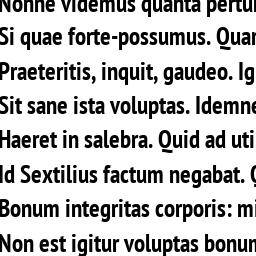 Nonne videmus quanta pertur
Si quae forte-possumus. Quar
Praeteritis, inquit, gaudeo. Ig
Sit sane ista voluptas. Idemne
Haeret in salebra. Quid ad uti
Id Sextilius factum negabat.
Bonum integritas corporis: mi
Non est igitur voluptas bonum